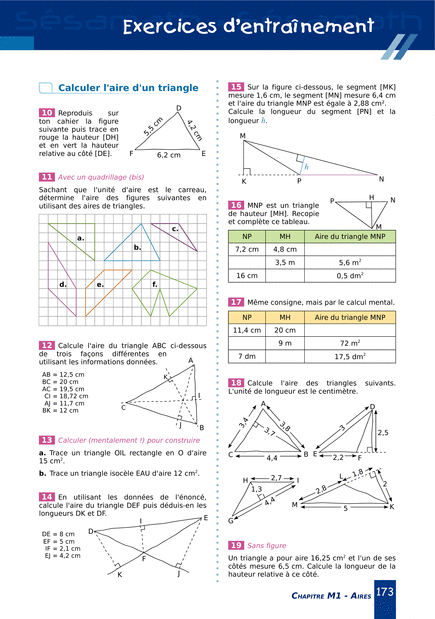 Exercices d'entraînement
Calculer l'aire d'un triangle
10 Reproduis sur
ton cahier la figure
suivante puis trace en
rouge la hauteur [DH]
et en vert la hauteur
relative au côté [DE].
D
5,5 cm
4,2 cm
F
6,2 cm
E
11 Avec un quadrillage (bis)
Sachant que l'unité d'aire est le carreau,
détermine l'aire des figures suivantes en
utilisant des aires de triangles.
a.
b.
c.
d.
e.
f.
12 Calcule l'aire du triangle ABC ci-dessous
de trois façons différentes en
utilisant les informations données.
AB = 12,5 cm
BC = 20 cm
AC = 19,5 cm
CI = 18,72 cm
AJ = 11,7 cm
BK = 12 cm
A
K
I
C
J
B
13 Calculer (mentalement !) pour construire
a. Trace un triangle OIL rectangle en O d'aire
15 cm².
b. Trace un triangle isocèle EAU d'aire 12 cm².
14 En utilisant les données de l'énoncé,
calcule l'aire du triangle DEF puis déduis-en les
longueurs DK et DF.
DE = 8 cm
EF = 5 cm
IF = 2,1 cm
EJ = 4,2 cm
E
I
D
F
K
J
15 Sur la figure ci-dessous, le segment [MK]
mesure 1,6 cm, le segment [MN] mesure 6,4 cm
et l'aire du triangle MNP est égale à 2,88 cm².
Calcule la longueur du segment [PN] et la
longueur h.
M
h
K
P
N
16 MNP est un triangle
de hauteur [MH]. Recopie
et complète ce tableau.
P
H
N
M
NP MH Aire du triangle MNP
7,2 cm 4,8 cm
3,5 m 5,6 m²
16 cm 0,5 dm²
17 Même consigne, mais par le calcul mental.
NP MH Aire du triangle MNP
11,4 cm 20 cm
9 m 72 m²
7 dm 17,5 dm²
18 Calcule l'aire des triangles suivants.
L'unité de longueur est le centimètre.
A
3,4
3,8
3,7
C
4,4
B
D
3
2,5
E
2,2
F
H
2,7
I
1,3
4,4
G
L
1,8
2,8
2
M
5
K
19 Sans figure
Un triangle a pour aire 16,25 cm² et l'un de ses
côtés mesure 6,5 cm. Calcule la longueur de la
hauteur relative à ce côté.
CHAPITRE M1 - AIRES 173